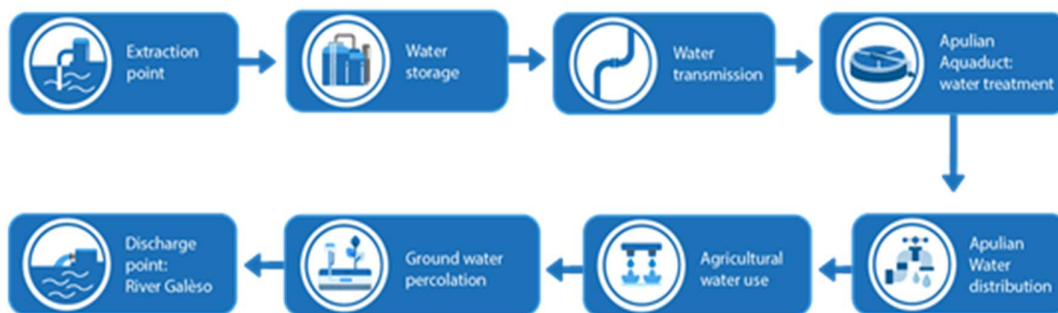 Extraction
point
Water
storage
Water
transmission
Apulian
Aquaduct:
water treatment
Discharge
point:
River Galèso
Ground water
percolation
Agricultural
water use
Apulian
Water
distribution